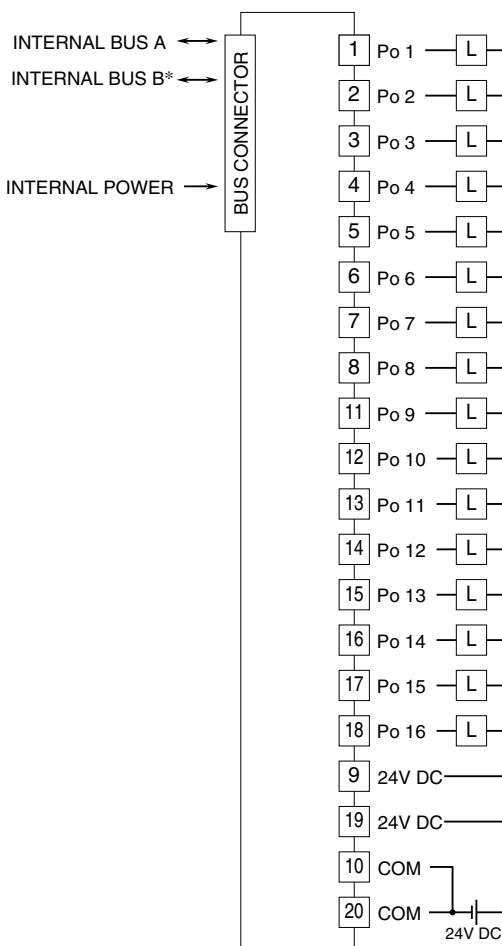 INTERNAL BUS A
INTERNAL BUS B*
INTERNAL POWER
BUS CONNECTOR
1 Po 1 L
2 Po 2 L
3 Po 3 L
4 Po 4 L
5 Po 5 L
6 Po 6 L
7 Po 7 L
8 Po 8 L
11 Po 9 L
12 Po 10 L
13 Po 11 L
14 Po 12 L
15 Po 13 L
16 Po 14 L
17 Po 15 L
18 Po 16 L
9 24V DC
19 24V DC
10 COM
20 COM
24V DC